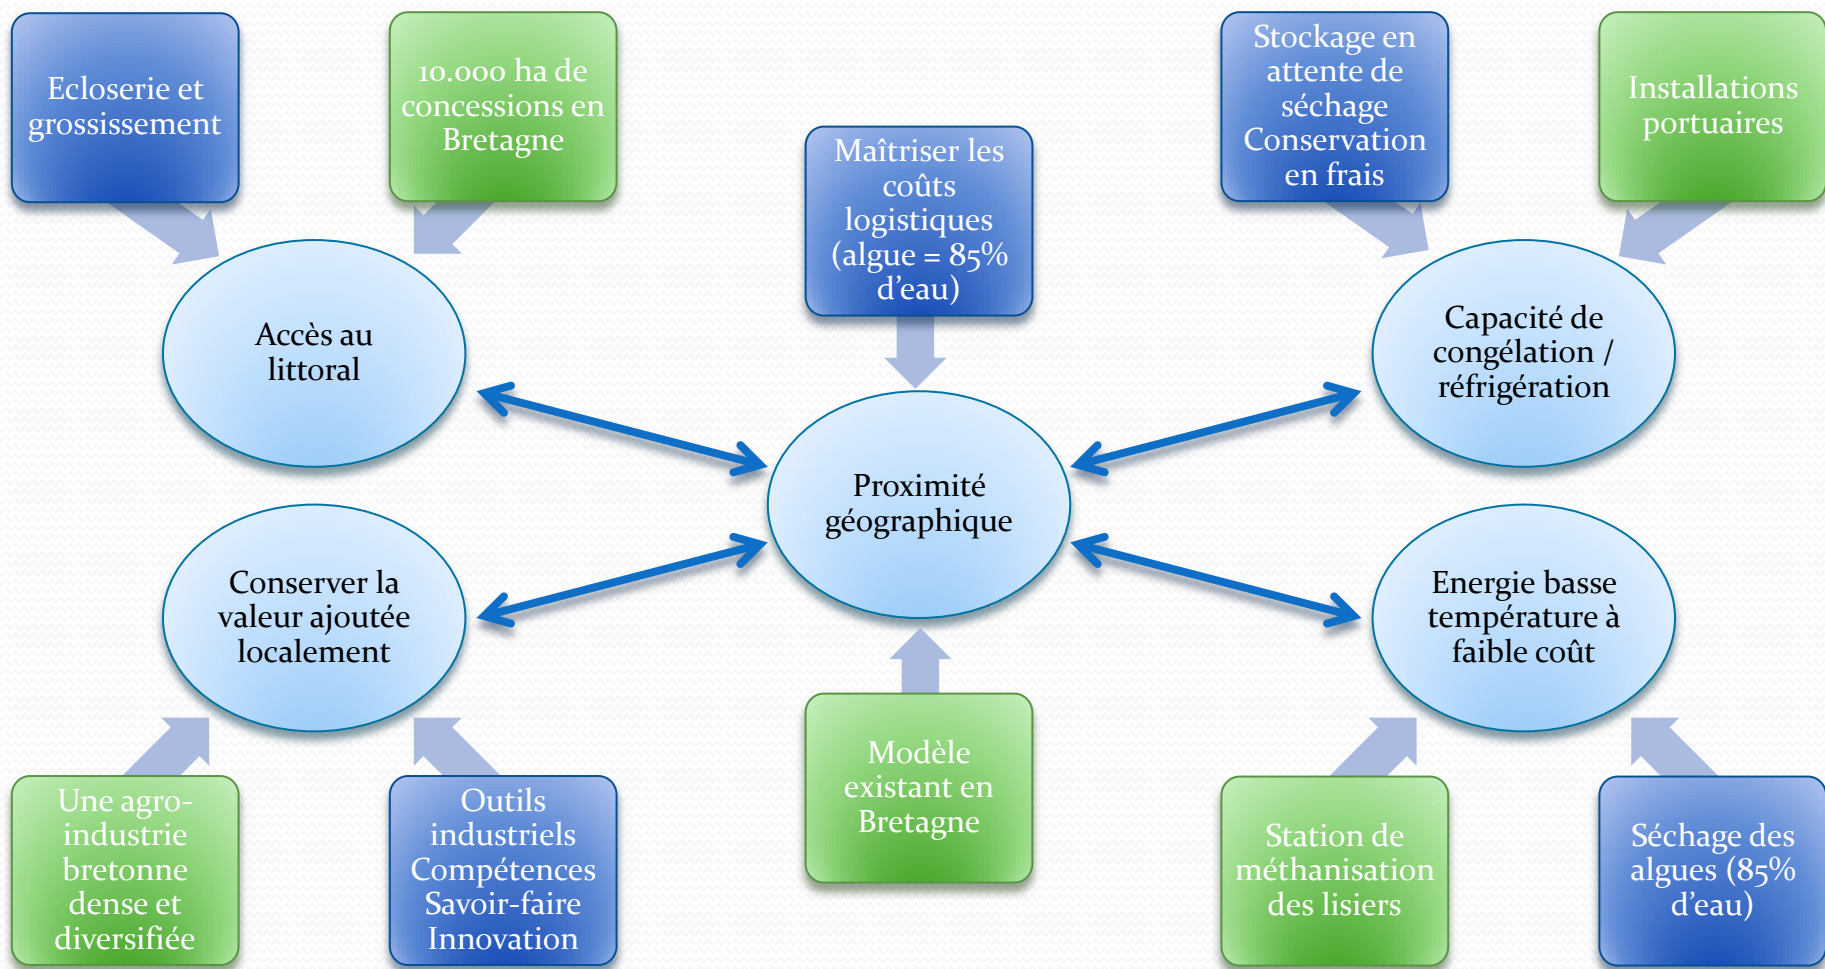 Ecloserie et
grossissement
10.000 ha de
concessions en
Bretagne
Maîtriser les
coûts
logistiques
(algue = 85%
d’eau)
Stockage en
attente de
séchage
Conservation
en frais
Installations
portuaires
Accès au
littoral
Capacité de
congélation /
réfrigération
Proximité
géographique
Conserver la
valeur ajoutée
localement
Energie basse
température à
faible coût
Une agro-
industrie
bretonne
dense et
diversifiée
Outils
industriels
Compétences
Savoir-faire
Innovation
Modèle
existant en
Bretagne
Station de
méthanisation
des lisiers
Séchage des
algues (85%
d’eau)